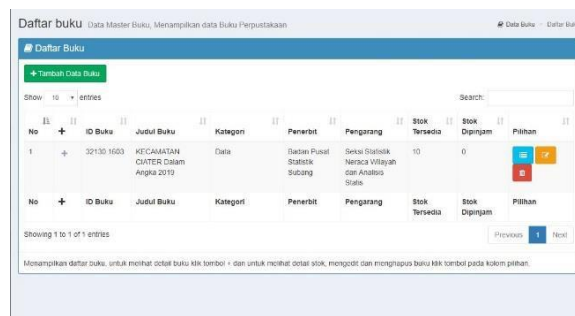 Daftar buku Data Master Buku, Menampilkan data Buku Perpustakaan Data Buku Daftar Buk
Daftar Buku
+ Tambah Data Buku
Show 10 entries Search:
No + ID Buku Judul Buku Kategori Penerbit Pengarang Stok Tersedia Stok Dipinjam Pilihan
1 + 32130.1603 KECAMATAN CIATER Dalam Angka 2019 Data Badan Pusat Statistik Subang Seksi Statistik Neraca Wilayah dan Analisis Statis 10 0
No + ID Buku Judul Buku Kategori Penerbit Pengarang Stok Tersedia Stok Dipinjam Pilihan
Showing 1 to 1 of 1 entries Previous 1 Next
Menampilkan daftar buku, untuk melihat detail buku klik tombol + dan untuk melihat detail stok, mengedit dan menghapus buku klik tombol pada kolom pilihan.